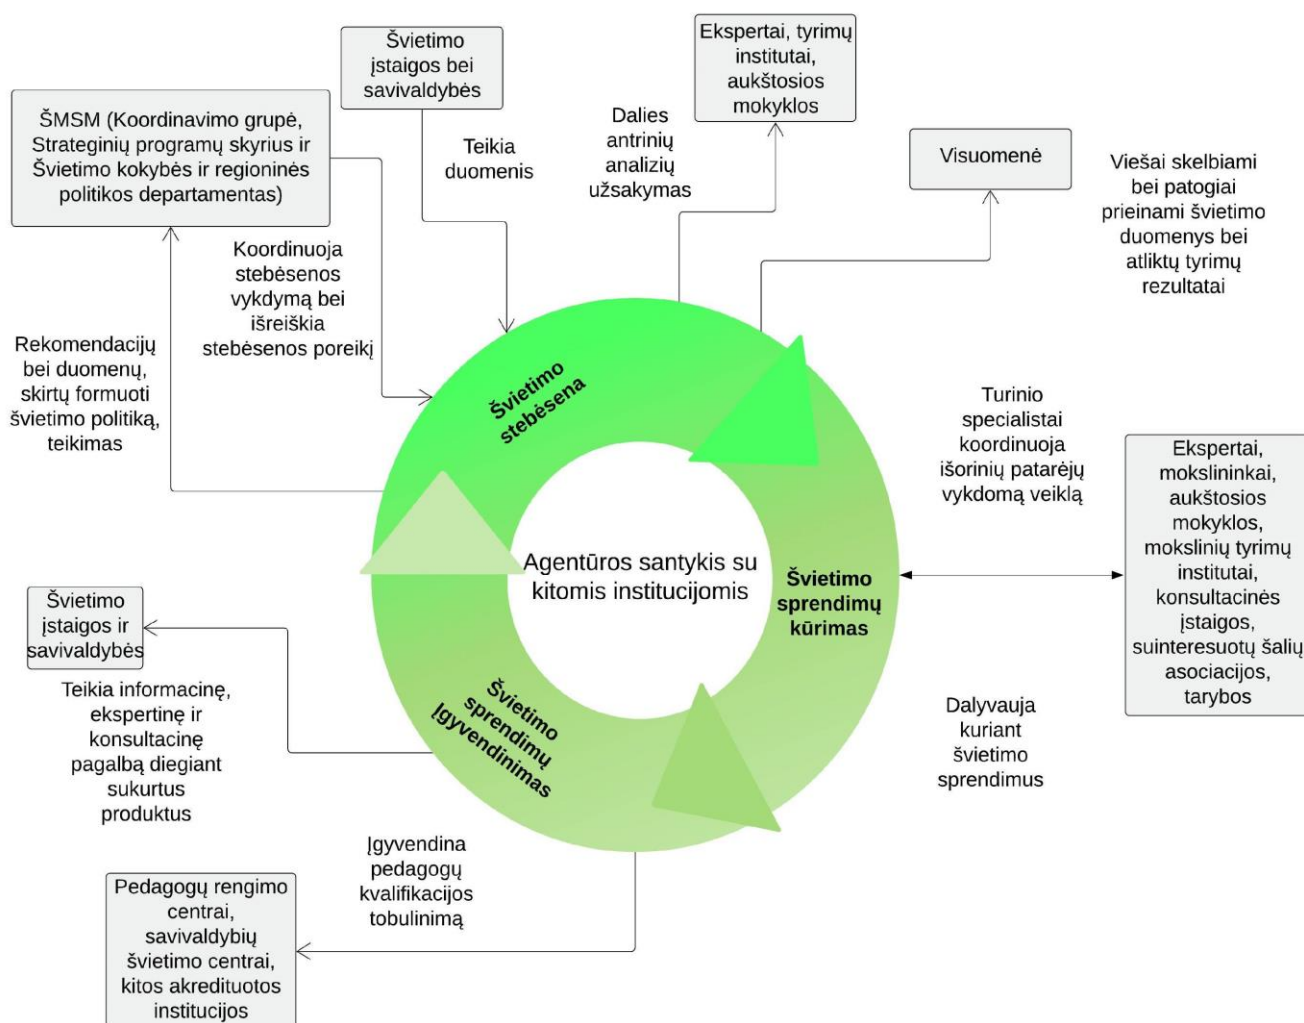 Švietimo
įstaigos bei
savivaldybės
Ekspertai, tyrimų
institutai,
aukštosios
mokyklos
ŠMSM (Koordinavimo grupė,
Strateginių programų skyrius ir
Švietimo kokybės ir regioninės
politikos departamentas)
Teikia
duomenis
Dalies
antrinių
analizių
užsakymas
Visuomenė
Viešai skelbiami
bei patogiai
prieinami švietimo
duomenys bei
atliktų tyrimų
rezultatai
Koordinuoja
stebėsenos
vykdymą bei
išreiškia
stebėsenos poreikį
Rekomendacijų
bei duomenų,
skirtų formuoti
švietimo politiką,
teikimas
Švietimo
stebėsena
Turinio
specialistai
koordinuoja
išorinių patarėjų
vykdomą veiklą
Ekspertai,
mokslininkai,
aukštosios
mokyklos,
mokslinių tyrimų
institutai,
konsultacinės
įstaigos,
suinteresuotų šalių
asociacijos,
tarybos
Agentūros santykis su
kitomis institucijomis
Švietimo
sprendimų
kūrimas
Švietimo
įstaigos ir
savivaldybės
Teikia informacinę,
ekspertinę ir
konsultacinę
pagalbą diegiant
sukurtus
produktus
Švietimo
sprendimų
Įgyvendinimas
Dalyvauja
kuriant
švietimo
sprendimus
Įgyvendina
pedagogų
kvalifikacijos
tobulinimą
Pedagogų rengimo
centrai,
savivaldybių
švietimo centrai,
kitos akredituotos
institucijos